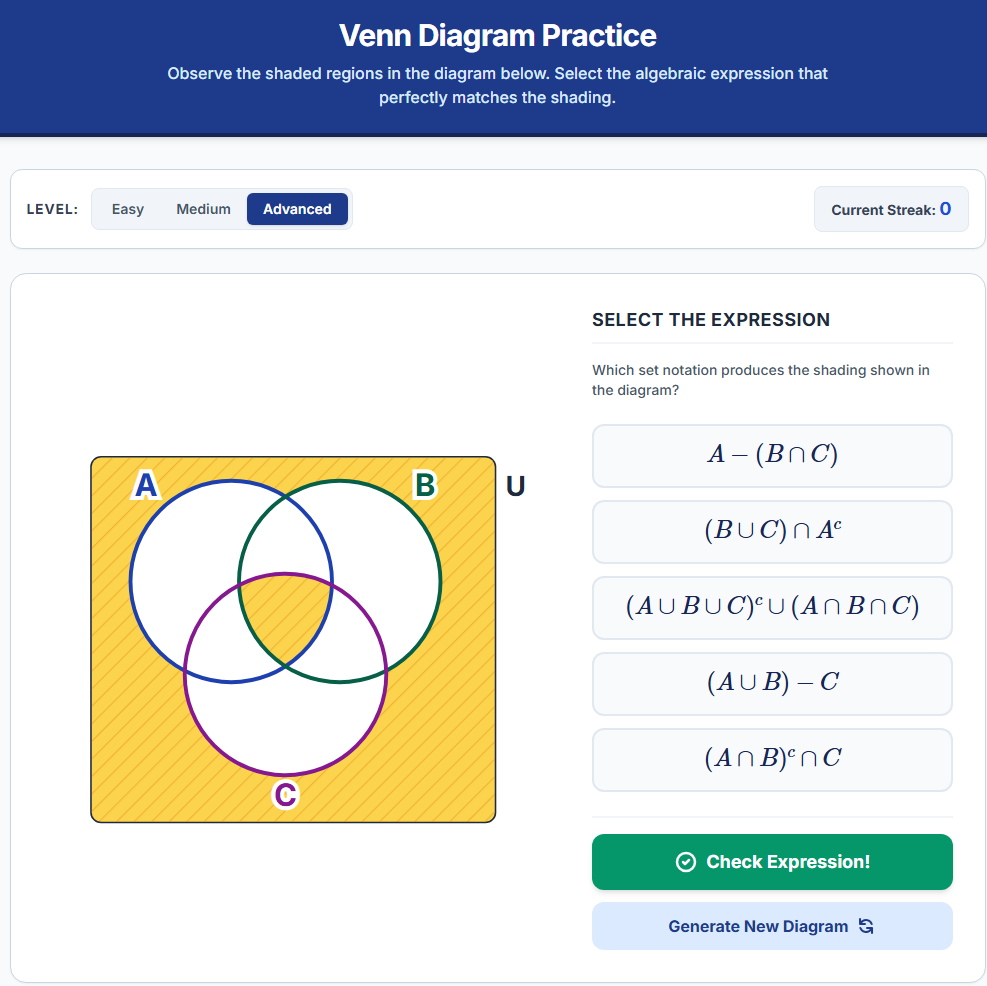 Venn Diagram Practice
Observe the shaded regions in the diagram below. Select the algebraic expression that
perfectly matches the shading.
LEVEL: Easy Medium Advanced Current Streak: 0
A B U
C
SELECT THE EXPRESSION
Which set notation produces the shading shown in
the diagram?
A − (B ∩ C)
(B ∪ C) ∩ Aᶜ
(A ∪ B ∪ C)ᶜ ∪ (A ∩ B ∩ C)
(A ∪ B) − C
(A ∩ B)ᶜ ∩ C
Check Expression!
Generate New Diagram